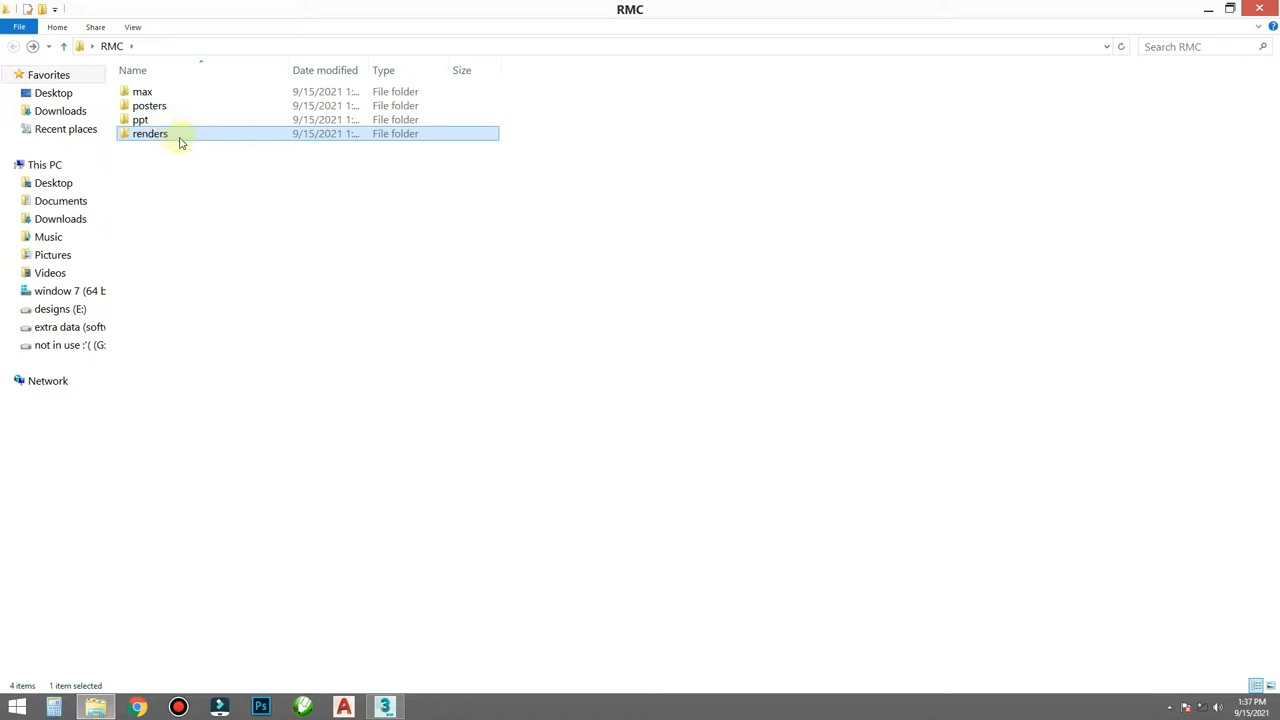 RMC
File Home Share View
RMC
Search RMC
Name Date modified Type Size
max 9/15/2021 1:... File folder
posters 9/15/2021 1:... File folder
ppt 9/15/2021 1:... File folder
renders 9/15/2021 1:... File folder
Favorites
Desktop
Downloads
Recent places
This PC
Desktop
Documents
Downloads
Music
Pictures
Videos
window 7 (64 b
designs (E:)
extra data (softw
not in use :'( (G:
Network
4 items 1 item selected
Ps
A
3
1:37 PM
9/15/2021